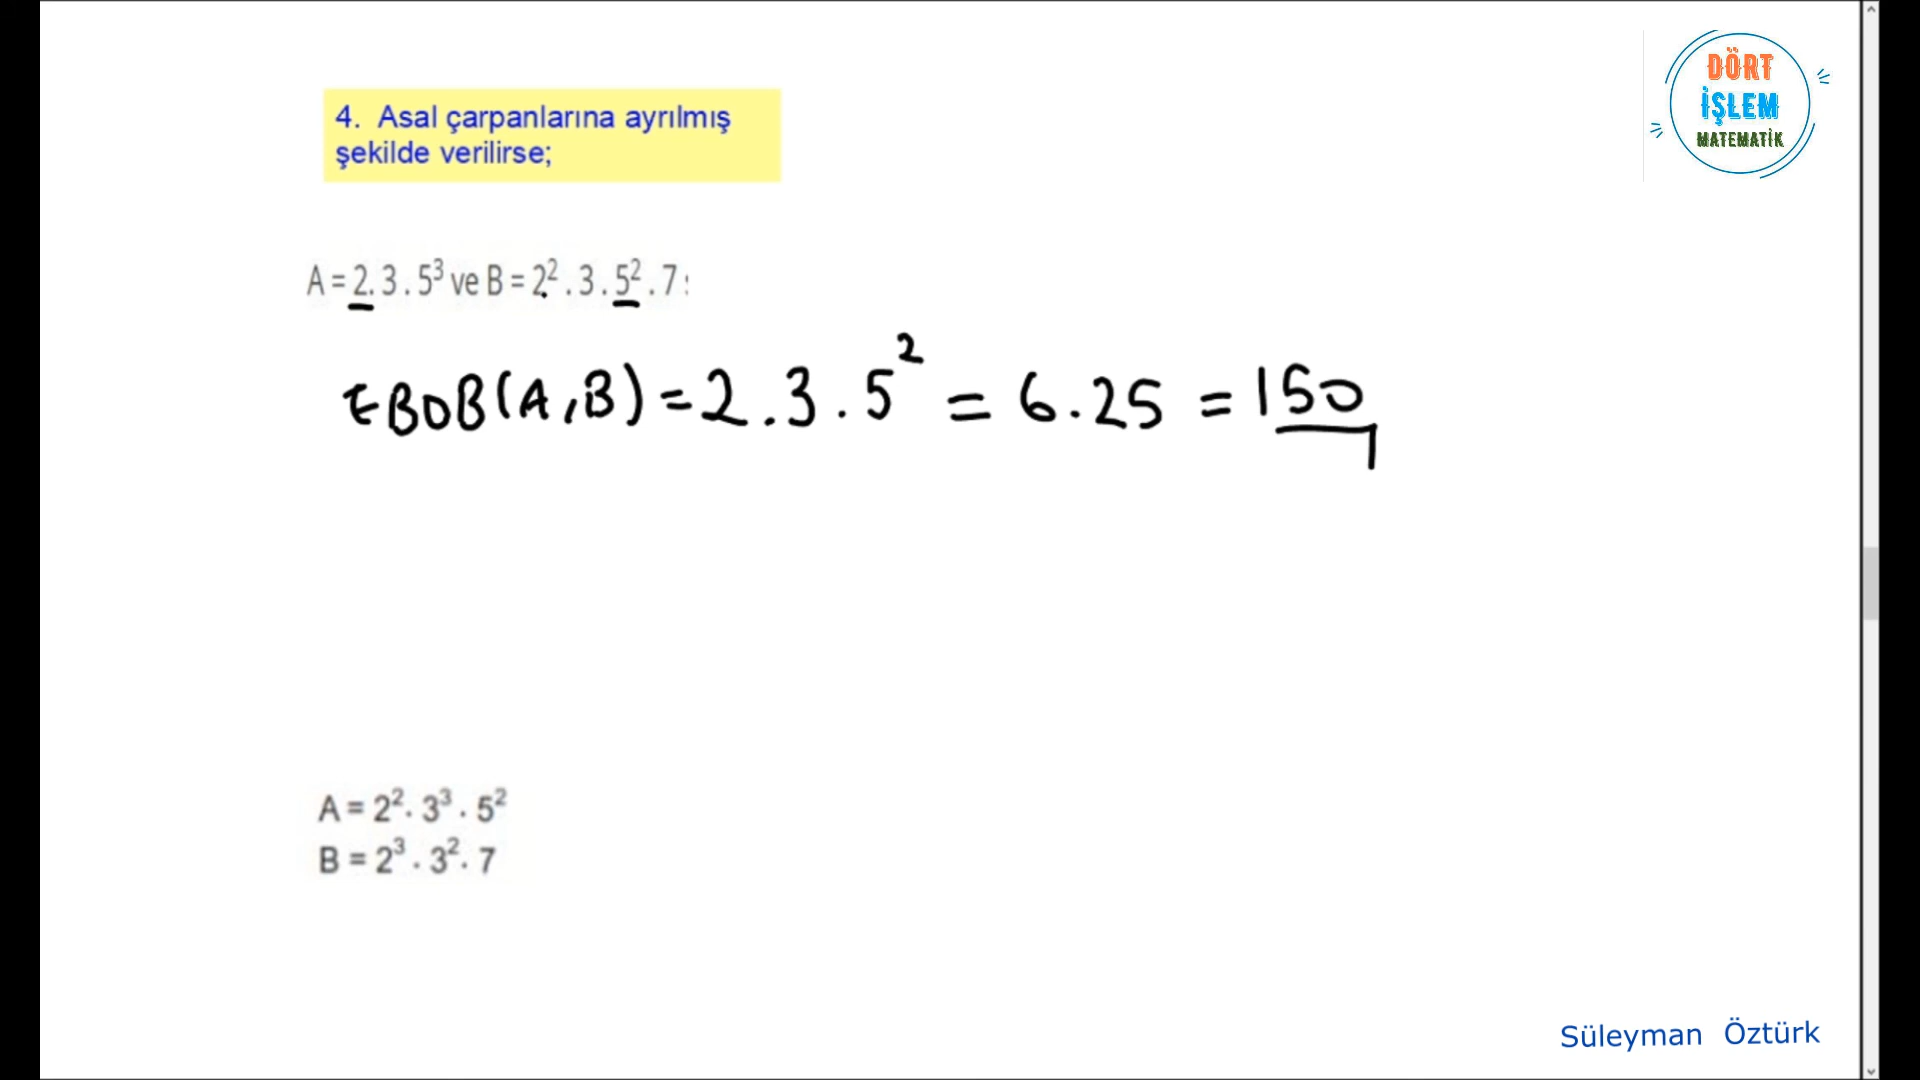 DÖRT
İŞLEM
MATEMATİK
4. Asal çarpanlarına ayrılmış
şekilde verilirse;
A = 2. 3 . 5³ ve B = 2² . 3 . 5² . 7 :
EBOB(A,B) = 2 . 3 . 5² = 6 . 25 = 150
A = 2² . 3³ . 5²
B = 2³ . 3² . 7
Süleyman Öztürk